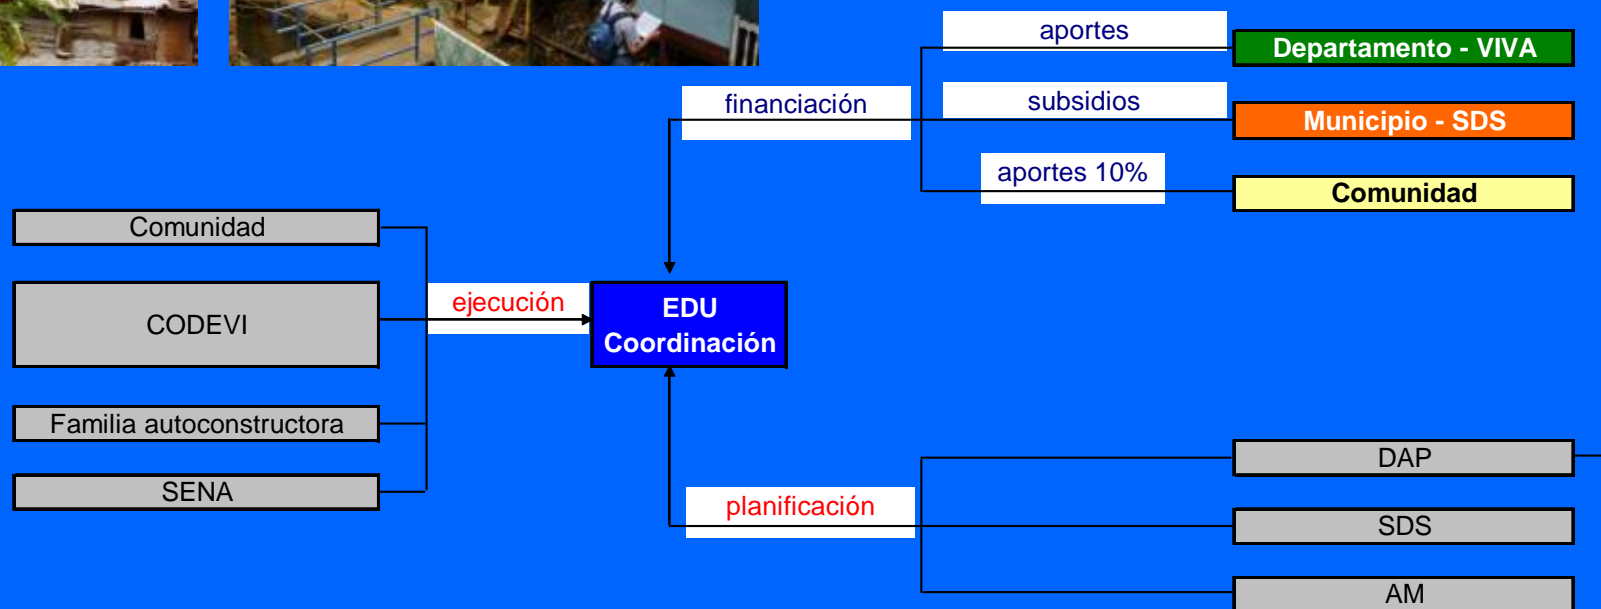 aportes
Departamento - VIVA
financiación
subsidios
Municipio - SDS
aportes 10%
Comunidad
Comunidad
CODEVI
ejecución
EDU
Coordinación
Familia autoconstructora
SENA
DAP
planificación
SDS
AM